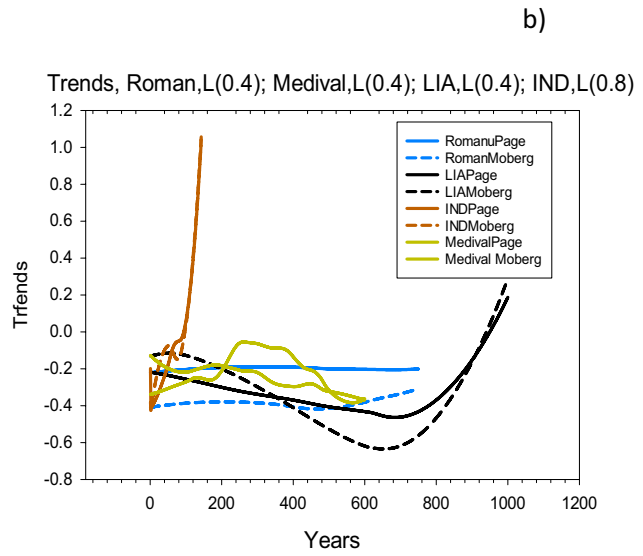 b)
Trends, Roman,L(0.4); Medival,L(0.4); LIA,L(0.4); IND,L(0.8)
1.2
1.0
0.8
0.6
0.4
0.2
0.0
-0.2
-0.4
-0.6
-0.8
Trfends
RomanuPage
RomanMoberg
LIAPage
LIAMoberg
INDPage
INDMoberg
MedivalPage
Medival Moberg
0 200 400 600 800 1000 1200
Years